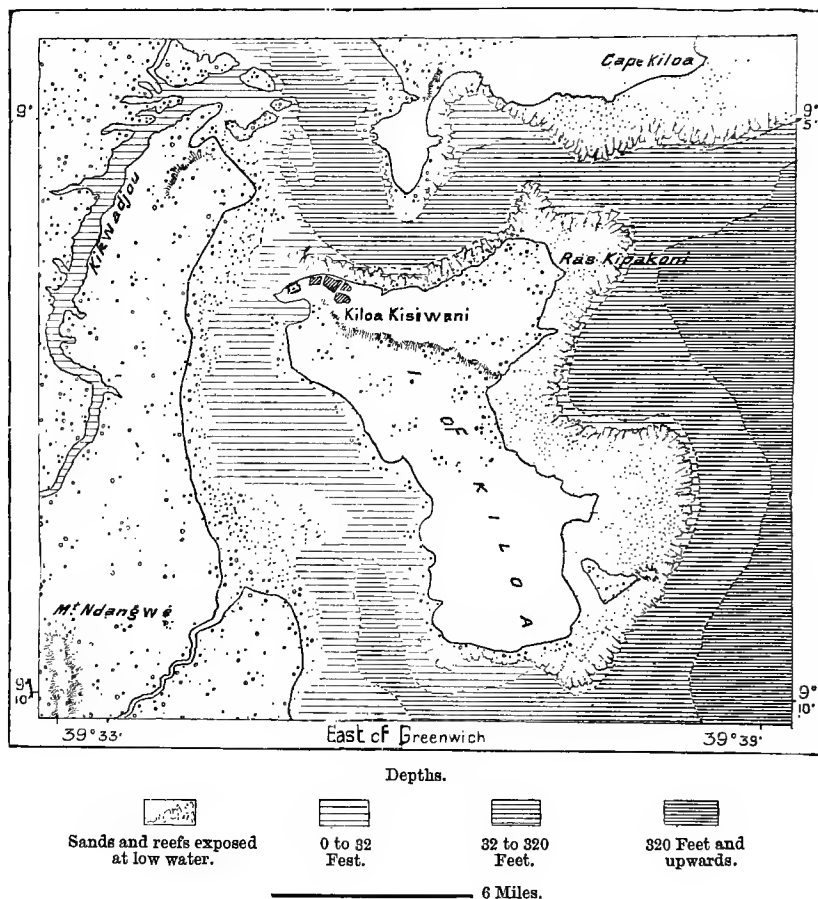 Cape Kiloa
9°
9°
5'
Kikwadjou
Ras Kipakoni
Kiloa Kisiwani
I. OF KILOA
Mt Ndangwé
9°
10'
9°
10'
39°33'
East of Greenwich
39°39'
Depths.
Sands and reefs exposed
at low water.
0 to 32
Fest.
32 to 320
Feet.
320 Feet and
upwards.
6 Miles.